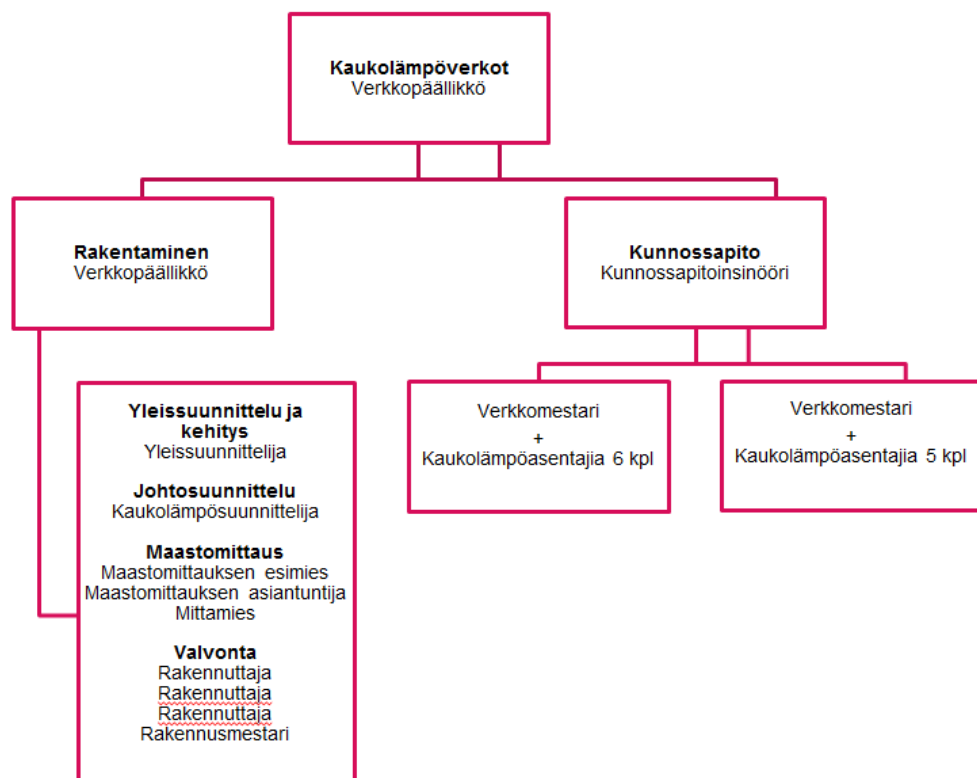 Kaukolämpöverkot
Verkkopäällikkö
Rakentaminen
Verkkopäällikkö
Kunnossapito
Kunnossapitoinsinööri
Yleissuunnittelu ja
kehitys
Yleissuunnittelija
Johtosuunnittelu
Kaukolämpösuunnittelija
Maastomittaus
Maastomittauksen esimies
Maastomittauksen asiantuntija
Mittamies
Valvonta
Rakennuttaja
Rakennuttaja
Rakennuttaja
Rakennusmestari
Verkkomestari
+
Kaukolämpöasentajia 6 kpl
Verkkomestari
+
Kaukolämpöasentajia 5 kpl